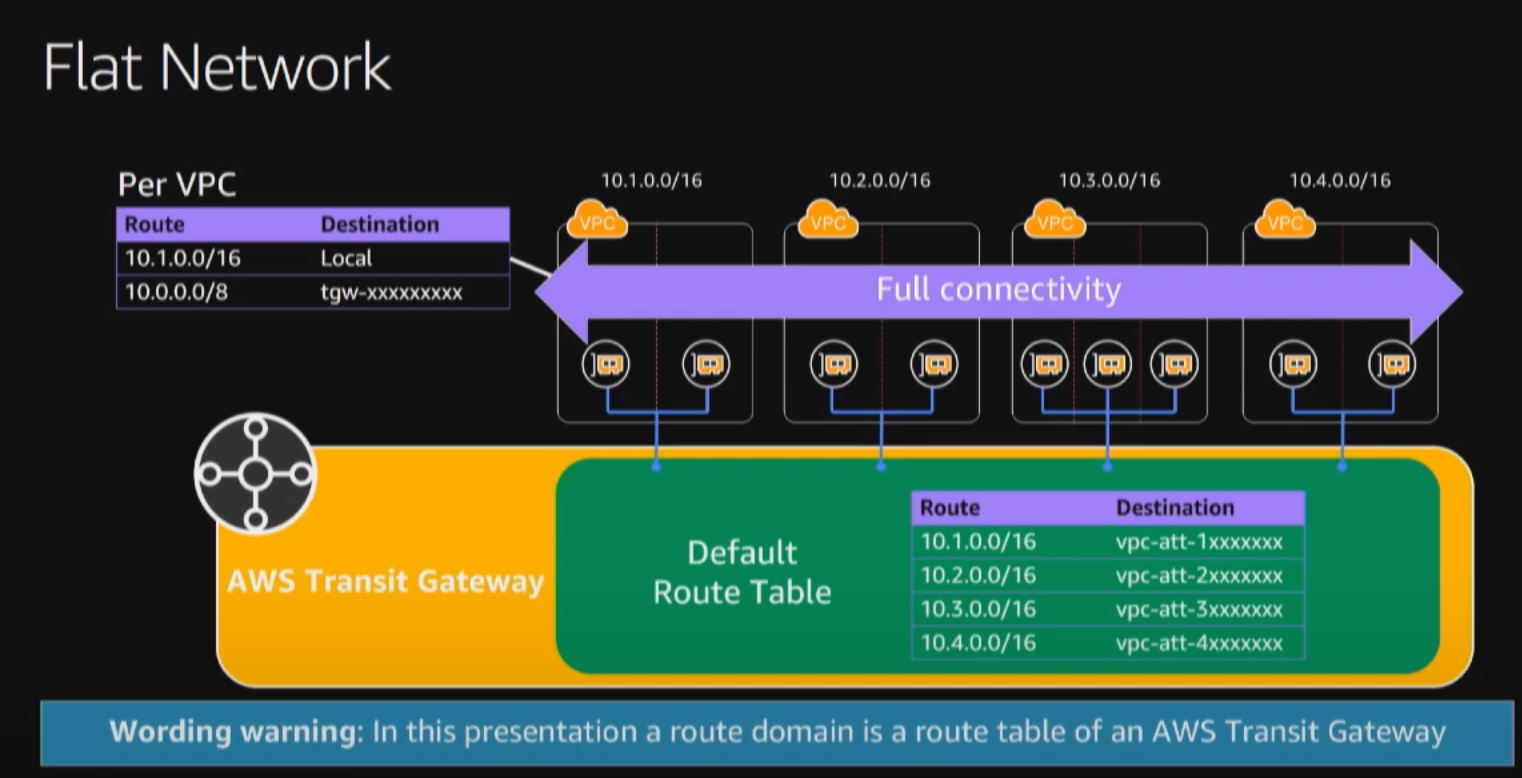 Flat Network
Per VPC
Route Destination
10.1.0.0/16 Local
10.0.0.0/8 tgw-xxxxxxxxx
10.1.0.0/16 10.2.0.0/16 10.3.0.0/16 10.4.0.0/16
VPC VPC VPC VPC
Full connectivity
AWS Transit Gateway
Default
Route Table
Route Destination
10.1.0.0/16 vpc-att-1xxxxxxx
10.2.0.0/16 vpc-att-2xxxxxxx
10.3.0.0/16 vpc-att-3xxxxxxx
10.4.0.0/16 vpc-att-4xxxxxxx
Wording warning: In this presentation a route domain is a route table of an AWS Transit Gateway